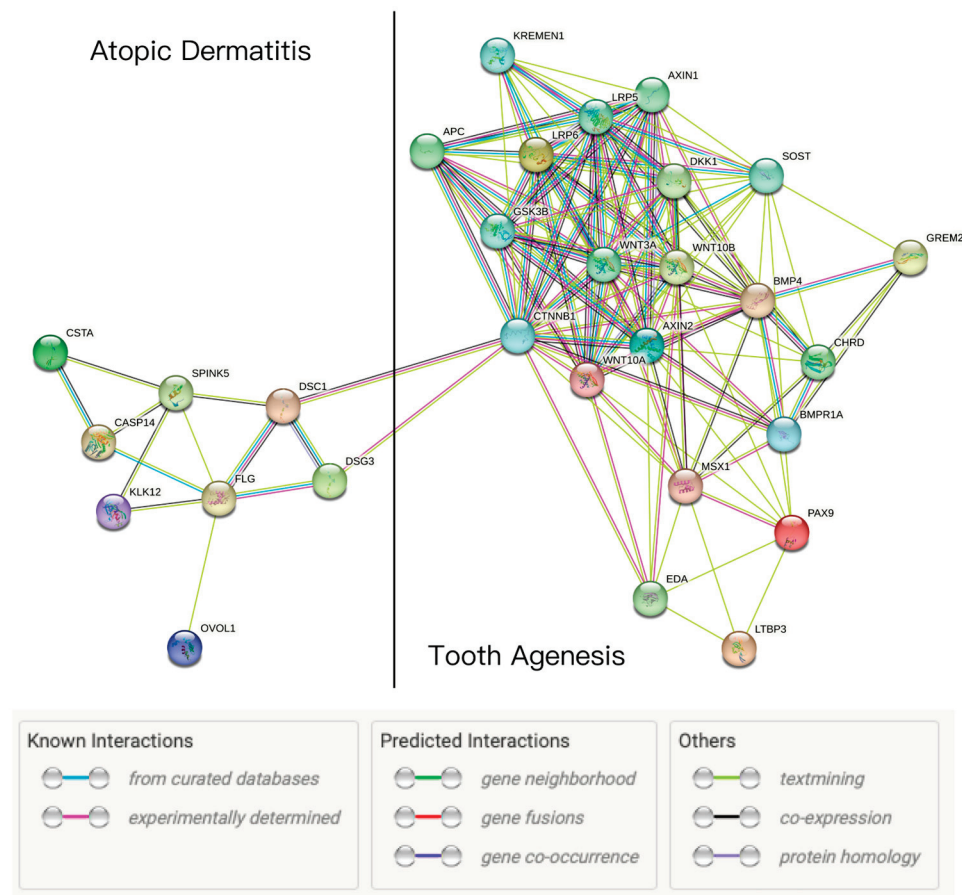 Atopic Dermatitis
KREMEN1
AXIN1
LRP5
APC
LRP6
SOST
DKK1
GSK3B
WNT3A
WNT10B
GREM2
BMP4
CTNNB1
AXIN2
CHRD
CSTA
WNT10A
SPINK5
DSC1
CASP14
BMPR1A
DSG3
FLG
MSX1
KLK12
PAX9
EDA
OVOL1
LTBP3
Tooth Agenesis
Known Interactions
from curated databases
experimentally determined
Predicted Interactions
gene neighborhood
gene fusions
gene co-occurrence
Others
textmining
co-expression
protein homology